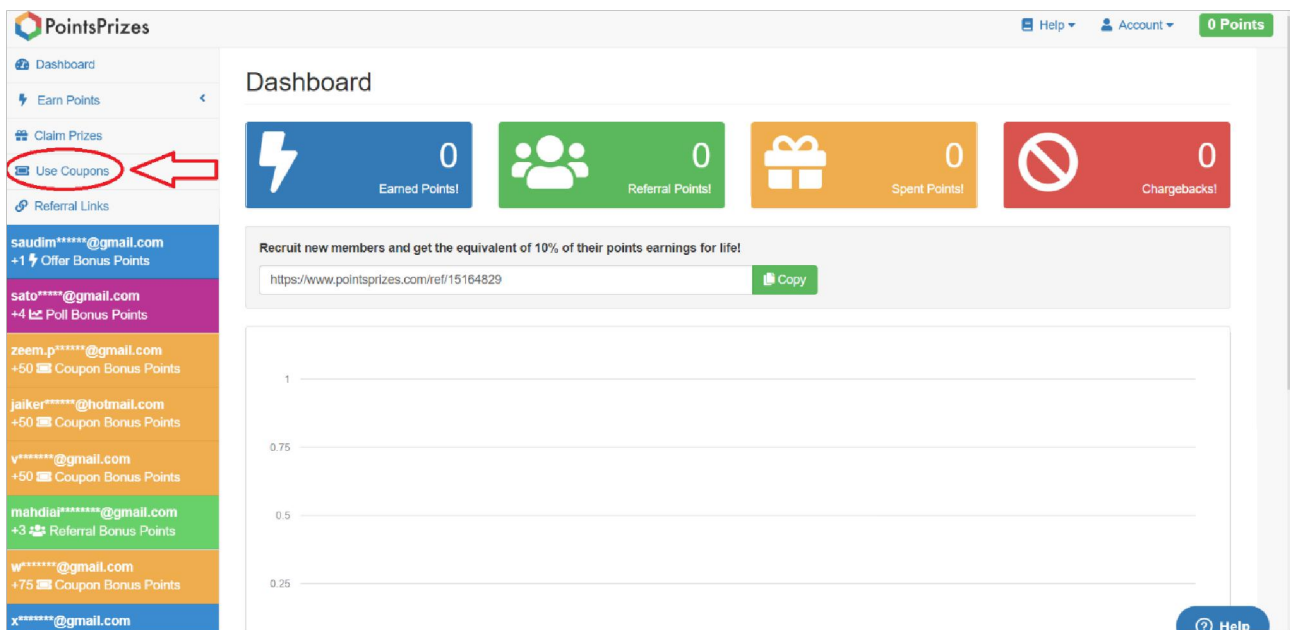 PointsPrizes
Help
Account
0 Points
Dashboard
Earn Points
Claim Prizes
Use Coupons
Referral Links
saudim******@gmail.com
+1 Offer Bonus Points
sato*****@gmail.com
+4 Poll Bonus Points
zeem.p******@gmail.com
+50 Coupon Bonus Points
jaiker******@hotmail.com
+50 Coupon Bonus Points
v*******@gmail.com
+50 Coupon Bonus Points
mahdiai********@gmail.com
+3 Referral Bonus Points
w*******@gmail.com
+75 Coupon Bonus Points
x*******@gmail.com
Dashboard
0
Earned Points!
0
Referral Points!
0
Spent Points!
0
Chargebacks!
Recruit new members and get the equivalent of 10% of their points earnings for life!
https://www.pointsprizes.com/ref/15164829
Copy
1
0.75
0.5
0.25
Help